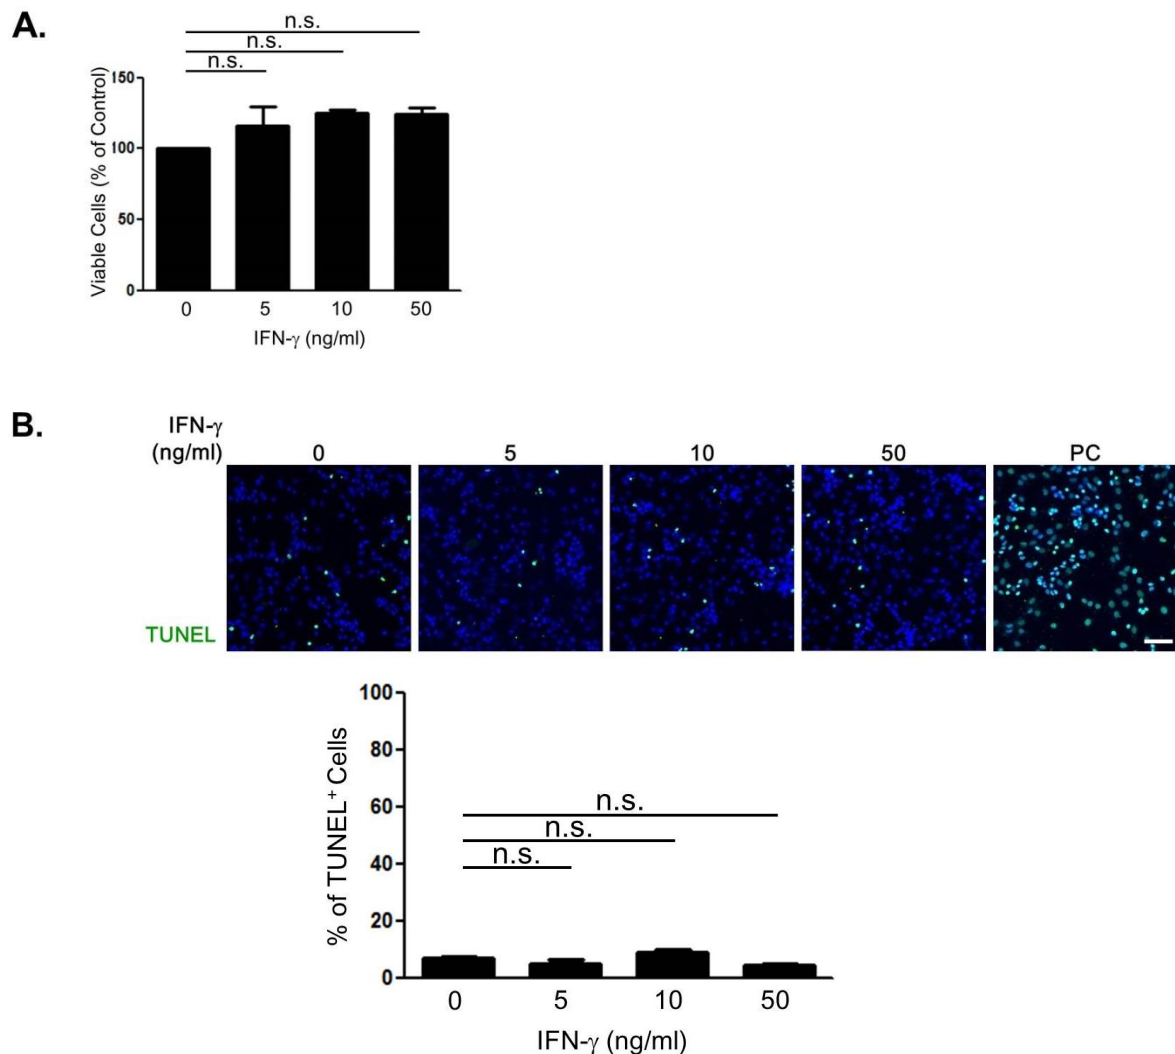 A.
n.s.
n.s.
n.s.
Viable Cells (% of Control)
150
100
50
0
0 5 10 50
IFN-γ (ng/ml)
B.
IFN-γ
(ng/ml)
0 5 10 50 PC
TUNEL
% of TUNEL⁺ Cells
100
80
60
40
20
0
n.s.
n.s.
n.s.
0 5 10 50
IFN-γ (ng/ml)